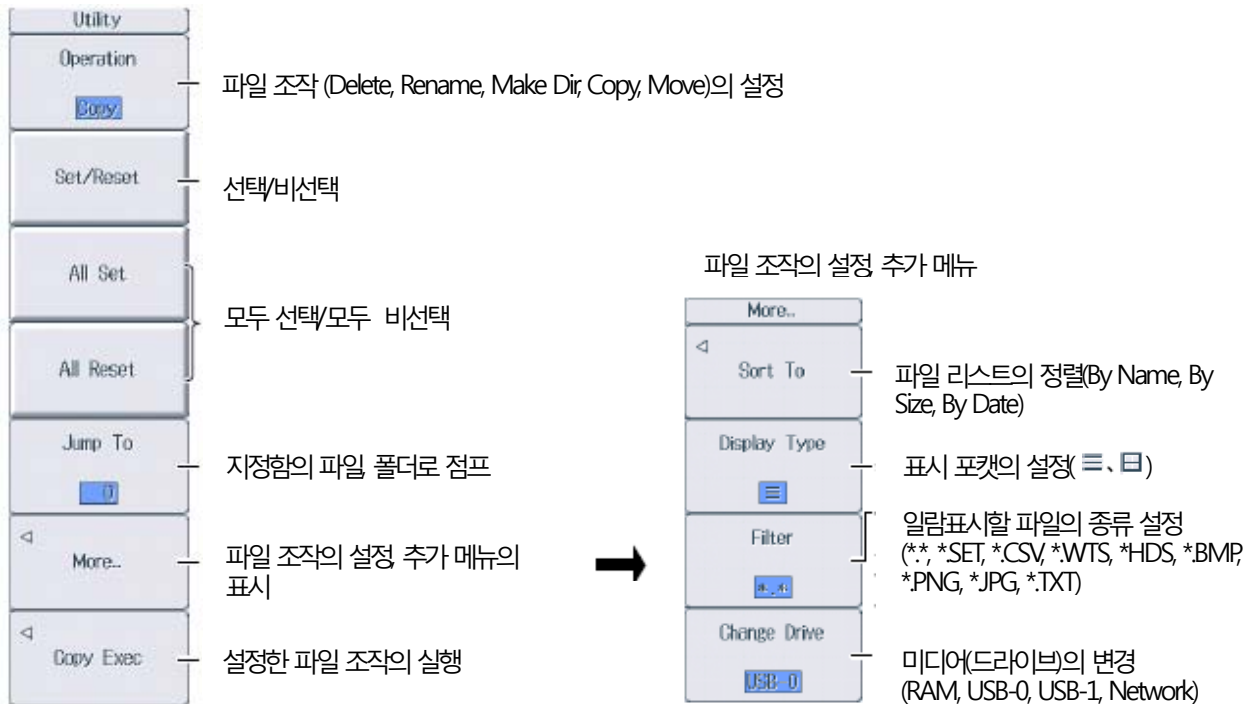 Utility
Operation
Copy
파일 조작 (Delete, Rename, Make Dir, Copy, Move)의 설정
Set/Reset
선택/비선택
All Set
모두 선택/모두 비선택
All Reset
Jump To
0
지정함의 파일, 폴더로 점프
More..
파일 조작의 설정, 추가 메뉴의
표시
Copy Exec
설정한 파일 조작의 실행
파일 조작의 설정, 추가 메뉴
More..
Sort To
파일 리스트의 정렬(By Name, By
Size, By Date)
Display Type
표시 포캣의 설정( ☰、日)
Filter
*.*
일람표시할 파일의 종류 설정
(*.*, *.SET, *.CSV, *.WTS, *HDS, *.BMP,
*.PNG, *.JPG, *.TXT)
Change Drive
USB-0
미디어(드라이브)의 변경
(RAM, USB-0, USB-1, Network)